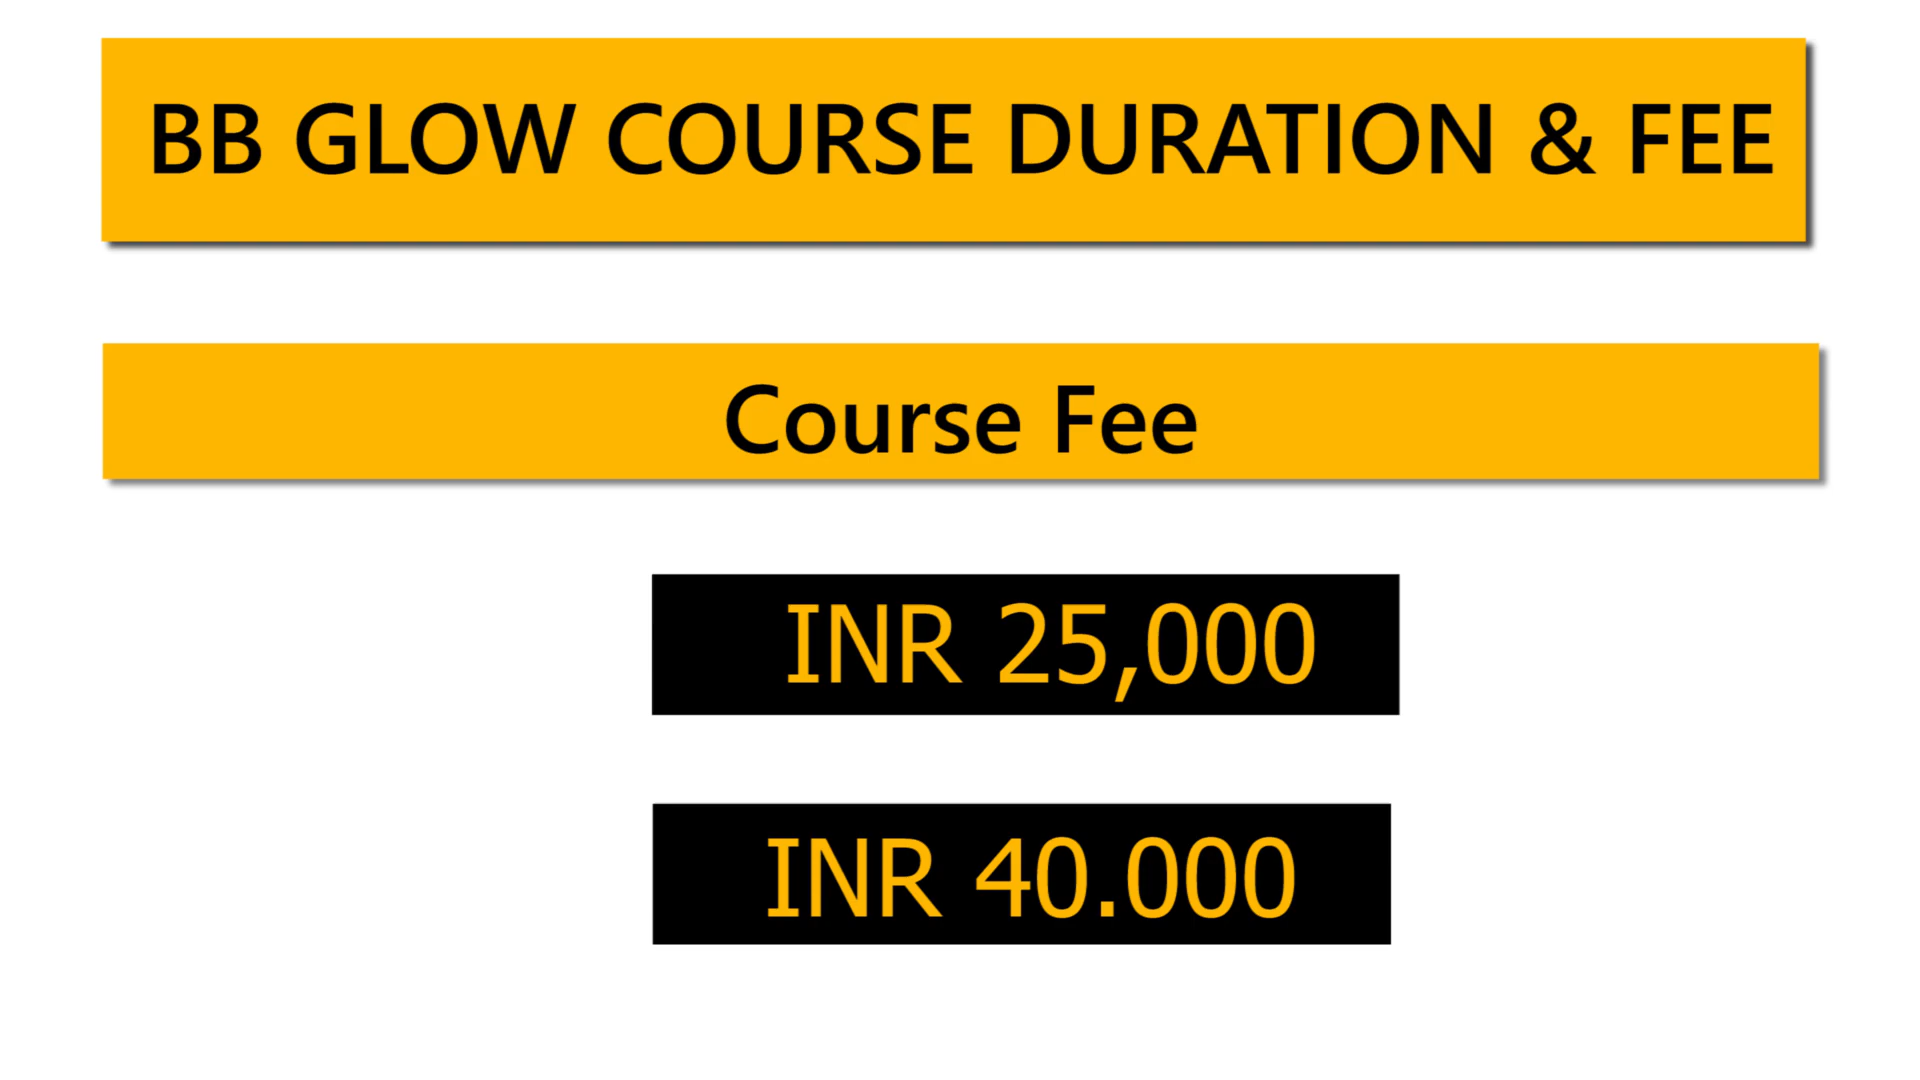 BB GLOW COURSE DURATION & FEE
Course Fee
INR 25,000
INR 40.000